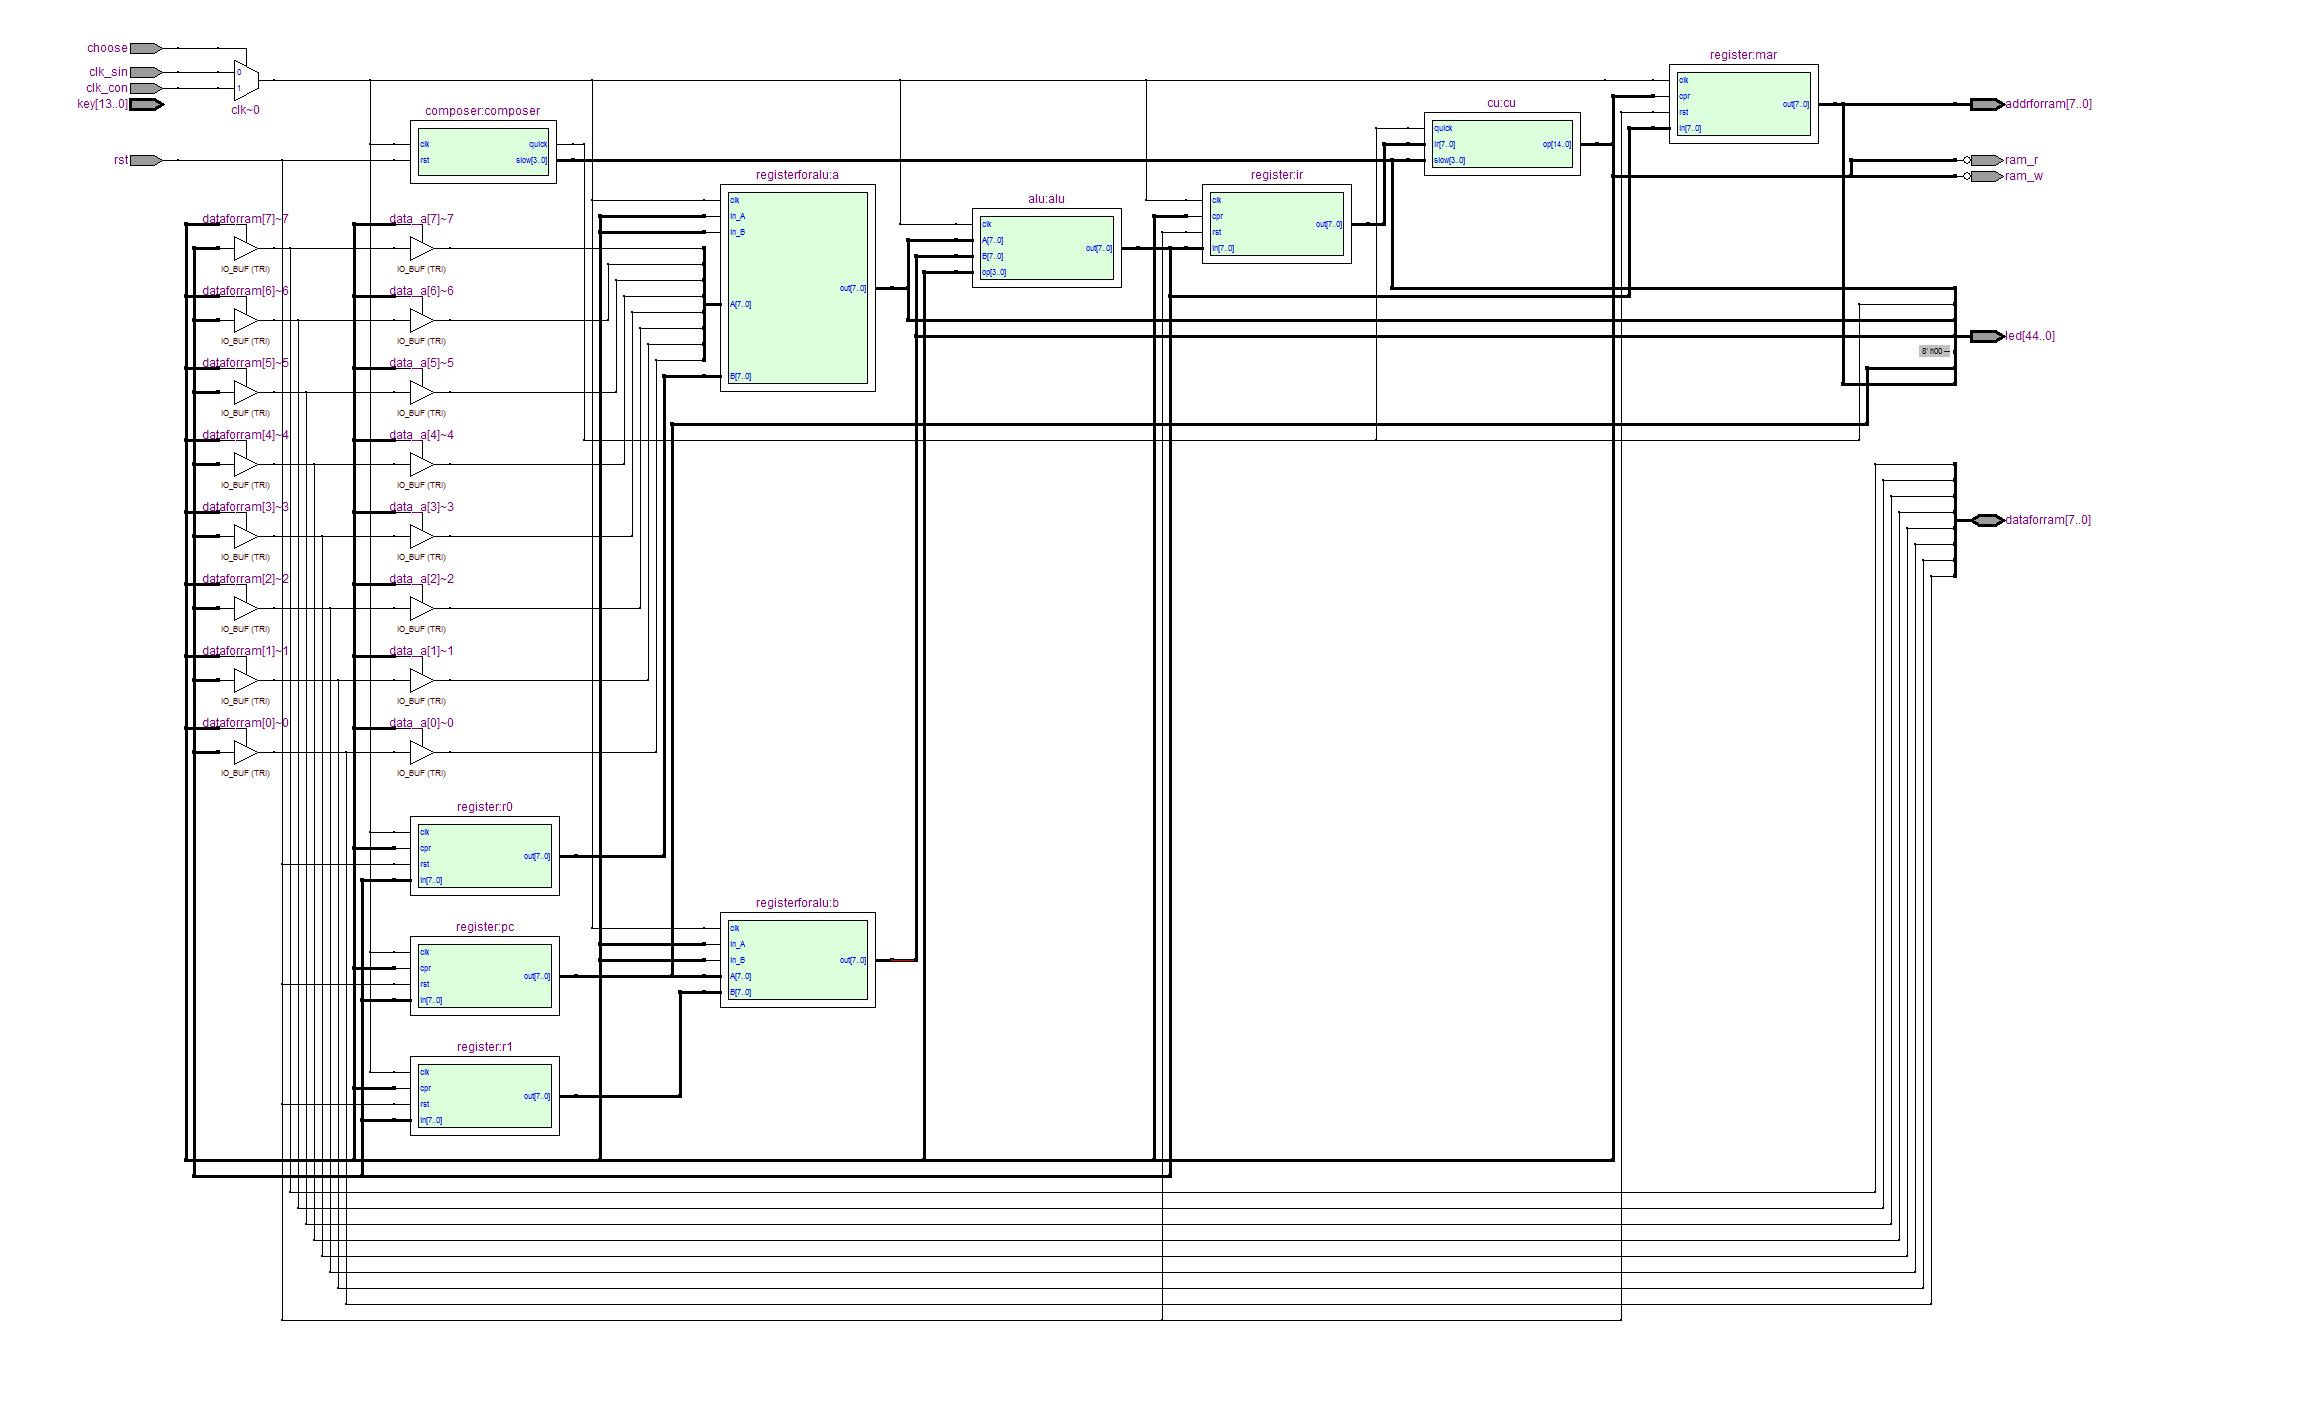 choose
clk_sin
clk_con
key[13..0]
0
1
clk~0
rst
composer:composer
clk
rst
quick
slow[3..0]
register:mar
clk
cpr
rst
in[7..0]
out[7..0]
addrforram[7..0]
ram_r
ram_w
cu:cu
quick
ir[7..0]
slow[3..0]
op[14..0]
registerforalu:a
clk
in_A
in_B
A[7..0]
B[7..0]
out[7..0]
alu:alu
clk
A[7..0]
B[7..0]
op[3..0]
out[7..0]
register:ir
clk
cpr
rst
in[7..0]
out[7..0]
led[44..0]
8' h00 --
dataforram[7..0]
dataforram[7]~7
data_a[7]~7
IO_BUF (TRI)
IO_BUF (TRI)
dataforram[6]~6
data_a[6]~6
IO_BUF (TRI)
IO_BUF (TRI)
dataforram[5]~5
data_a[5]~5
IO_BUF (TRI)
IO_BUF (TRI)
dataforram[4]~4
data_a[4]~4
IO_BUF (TRI)
IO_BUF (TRI)
dataforram[3]~3
data_a[3]~3
IO_BUF (TRI)
IO_BUF (TRI)
dataforram[2]~2
data_a[2]~2
IO_BUF (TRI)
IO_BUF (TRI)
dataforram[1]~1
data_a[1]~1
IO_BUF (TRI)
IO_BUF (TRI)
dataforram[0]~0
data_a[0]~0
IO_BUF (TRI)
IO_BUF (TRI)
register:r0
clk
cpr
rst
in[7..0]
out[7..0]
register:pc
clk
cpr
rst
in[7..0]
out[7..0]
registerforalu:b
clk
in_A
in_B
A[7..0]
B[7..0]
out[7..0]
register:r1
clk
cpr
rst
in[7..0]
out[7..0]